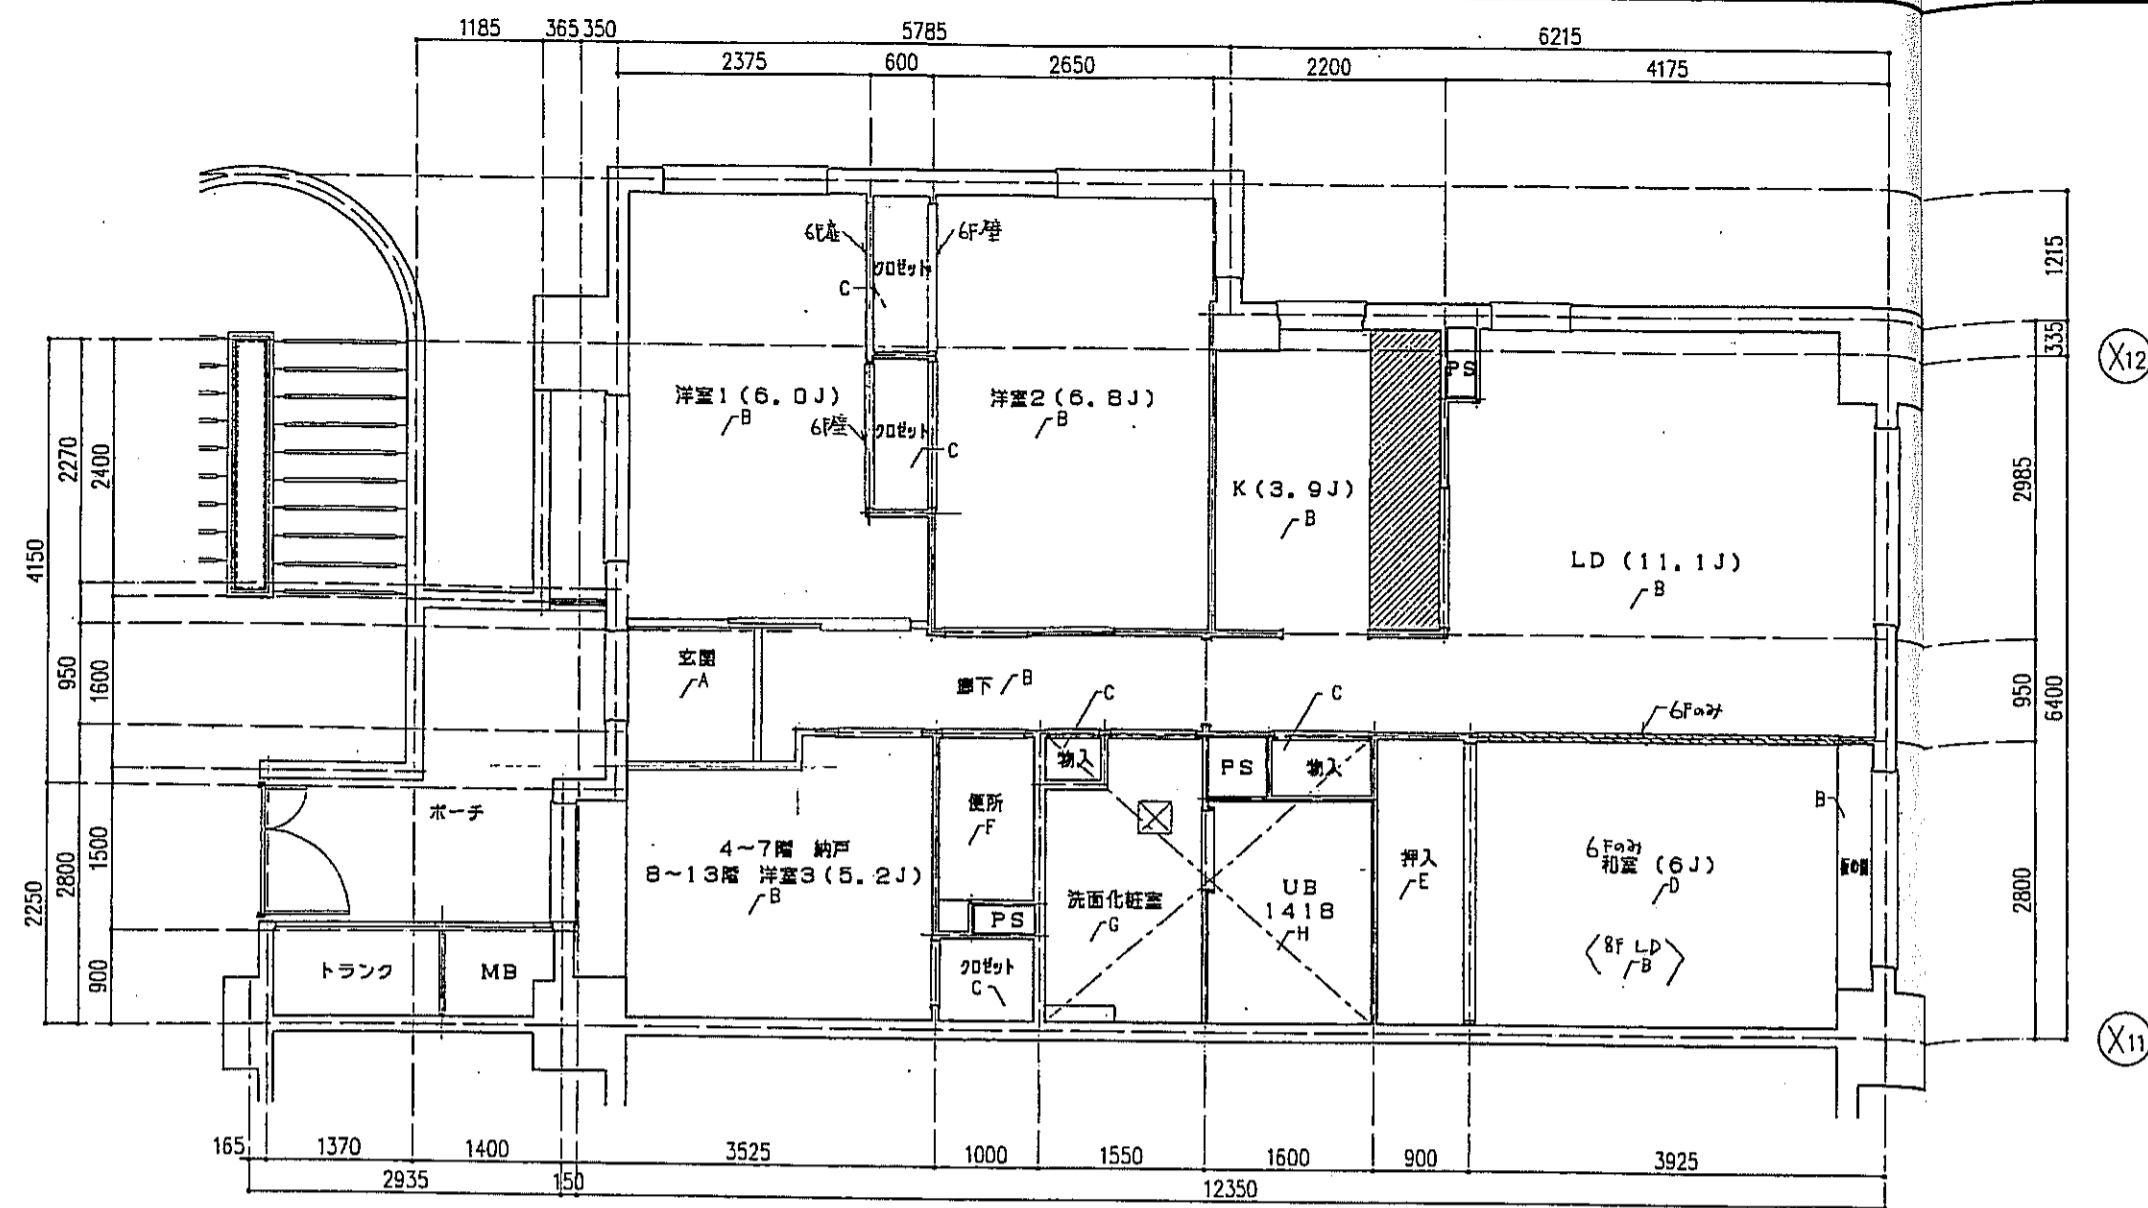 1185
365
350
5785
6215
2375
600
2650
2200
4175
1215
335
X12
6F壁
6F壁
クロゼット
C
洋室1(6.0J)
B
6F壁
クロゼット
C
洋室2(6.8J)
B
K(3.9J)
B
PS
LD(11.1J)
B
2270
2400
4150
2985
950
1600
950
6400
玄関
A
廊下
B
C
C
6Fのみ
ポーチ
物入
PS
物入
便所
F
4~7階 納戸
8~13階 洋室3(5.2J)
B
洗面化粧室
G
UB
1418
H
押入
E
6Fのみ
和室 (6J)
D
〈8F LD〉
B
B
2250
2800
1500
900
2800
PS
クロゼット
C
トランク
MB
X11
165
1370
1400
3525
1000
1550
1600
900
3925
2935
150
12350